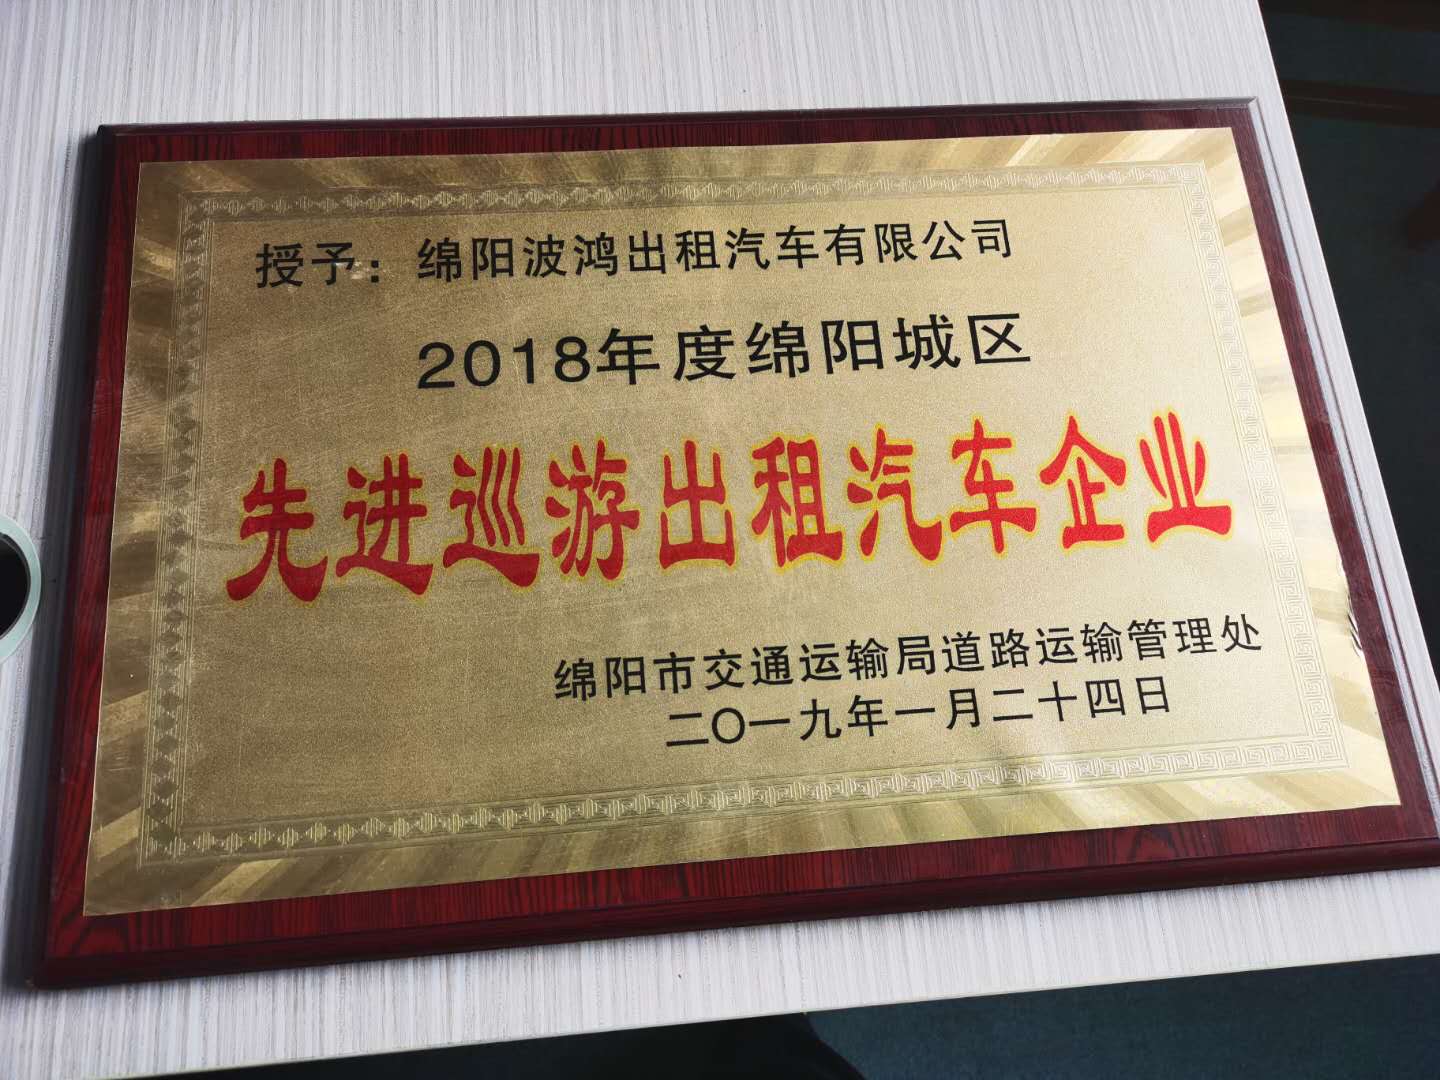 授予：绵阳波鸿出租汽车有限公司
2018年度绵阳城区
先进巡游出租汽车企业
绵阳市交通运输局道路运输管理处
二〇一九年一月二十四日